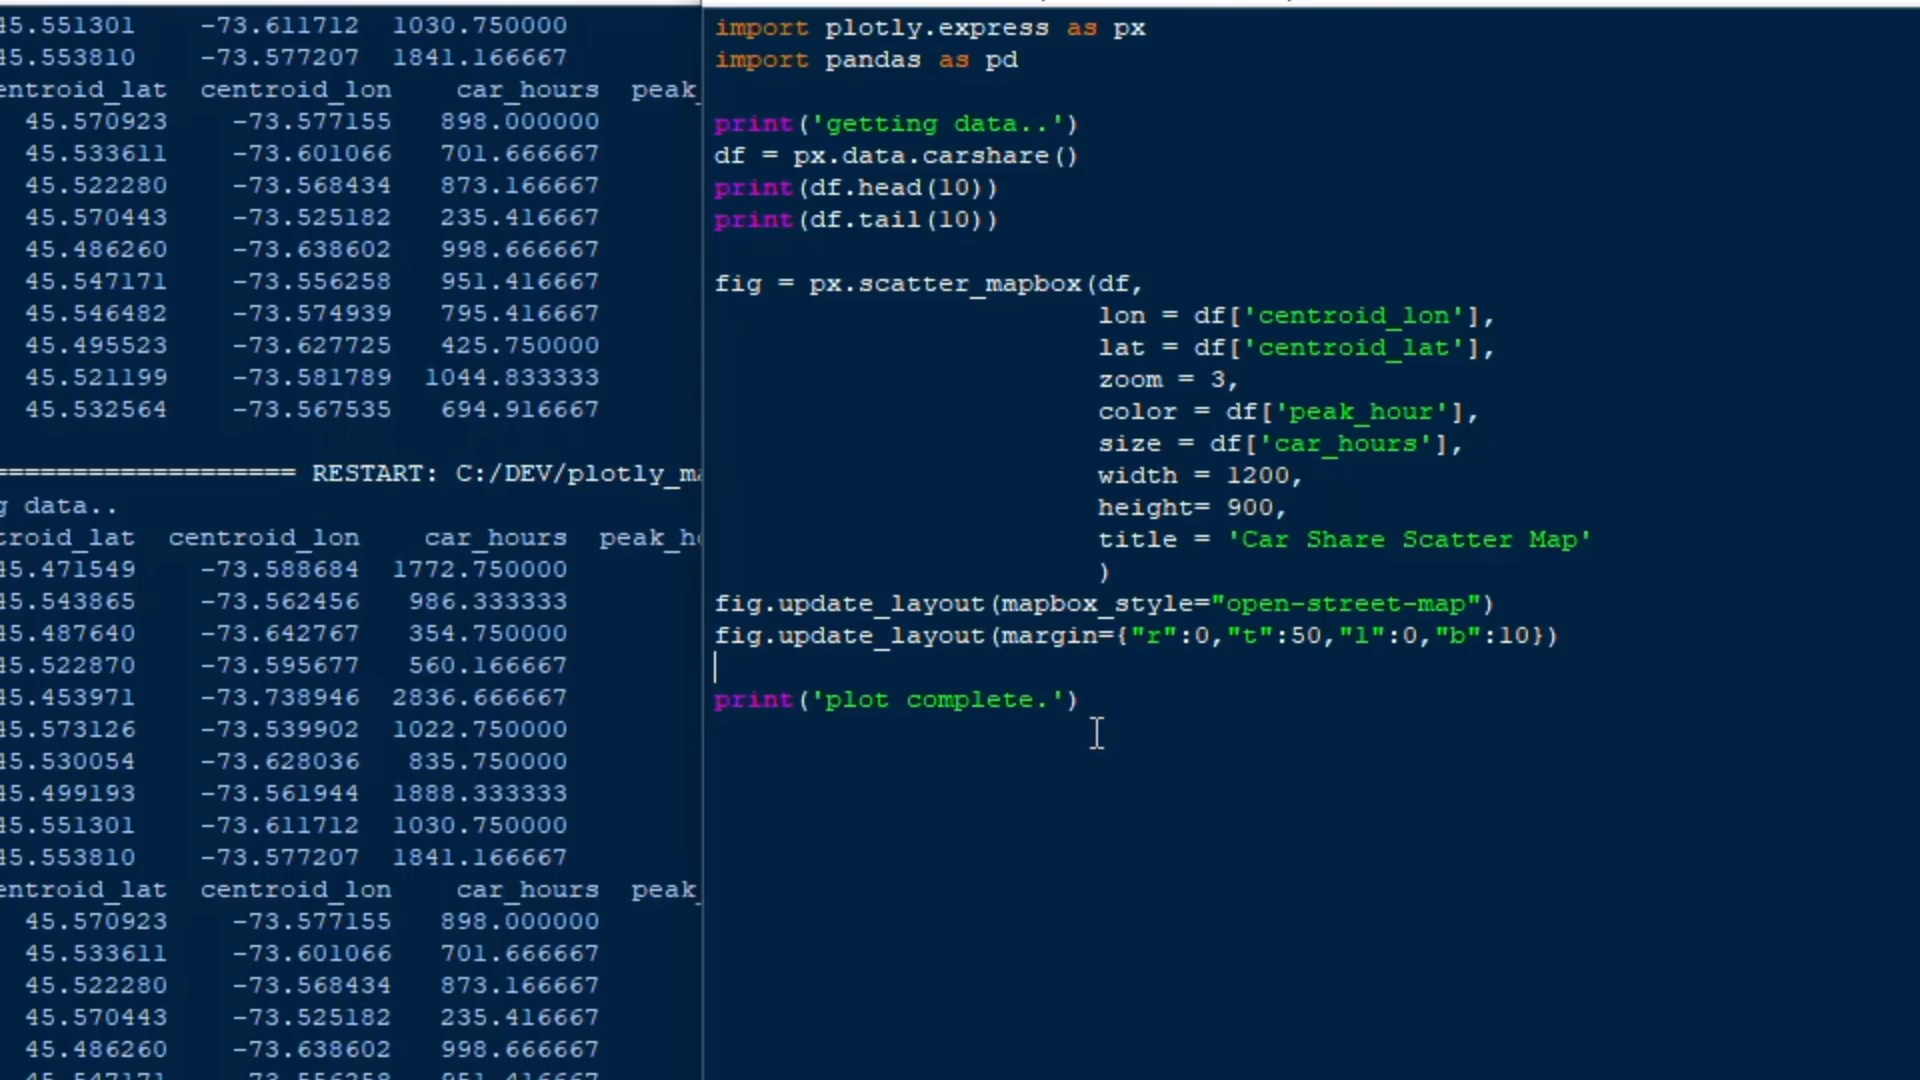 45.551301 -73.611712 1030.750000
45.553810 -73.577207 1841.166667
entroid_lat centroid_lon car_hours peak_
45.570923 -73.577155 898.000000
45.533611 -73.601066 701.666667
45.522280 -73.568434 873.166667
45.570443 -73.525182 235.416667
45.486260 -73.638602 998.666667
45.547171 -73.556258 951.416667
45.546482 -73.574939 795.416667
45.495523 -73.627725 425.750000
45.521199 -73.581789 1044.833333
45.532564 -73.567535 694.916667
=================== RESTART: C:/DEV/plotly_ma
g data..
troid_lat centroid_lon car_hours peak_ho
45.471549 -73.588684 1772.750000
45.543865 -73.562456 986.333333
45.487640 -73.642767 354.750000
45.522870 -73.595677 560.166667
45.453971 -73.738946 2836.666667
45.573126 -73.539902 1022.750000
45.530054 -73.628036 835.750000
45.499193 -73.561944 1888.333333
45.551301 -73.611712 1030.750000
45.553810 -73.577207 1841.166667
entroid_lat centroid_lon car_hours peak_
45.570923 -73.577155 898.000000
45.533611 -73.601066 701.666667
45.522280 -73.568434 873.166667
45.570443 -73.525182 235.416667
45.486260 -73.638602 998.666667
45.547171 -73.556258 951.416667
import plotly.express as px
import pandas as pd
print('getting data..')
df = px.data.carshare()
print(df.head(10))
print(df.tail(10))
fig = px.scatter_mapbox(df,
lon = df['centroid_lon'],
lat = df['centroid_lat'],
zoom = 3,
color = df['peak_hour'],
size = df['car_hours'],
width = 1200,
height= 900,
title = 'Car Share Scatter Map'
)
fig.update_layout(mapbox_style="open-street-map")
fig.update_layout(margin={"r":0,"t":50,"l":0,"b":10})
print('plot complete.')